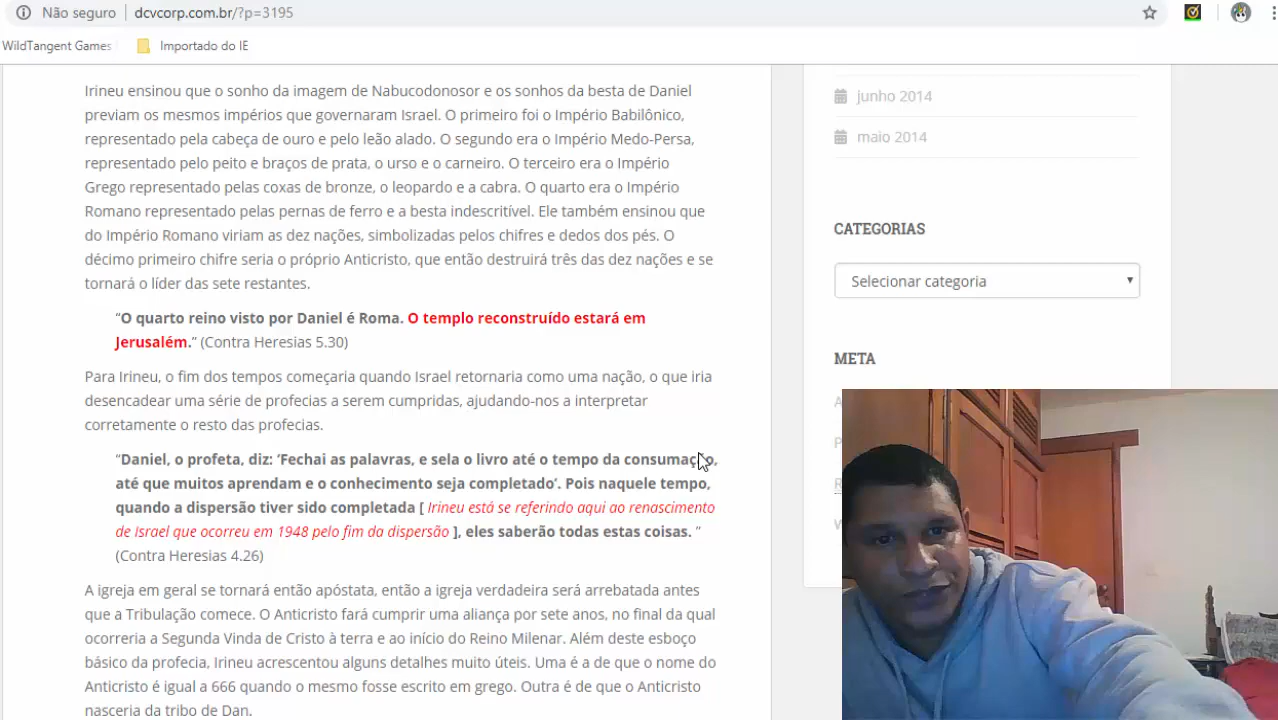 Não seguro
dcvcorp.com.br/?p=3195
WildTangent Games
Importado do IE
Irineu ensinou que o sonho da imagem de Nabucodonosor e os sonhos da besta de Daniel
previam os mesmos impérios que governaram Israel. O primeiro foi o Império Babilônico,
representado pela cabeça de ouro e pelo leão alado. O segundo era o Império Medo-Persa,
representado pelo peito e braços de prata, o urso e o carneiro. O terceiro era o Império
Grego representado pelas coxas de bronze, o leopardo e a cabra. O quarto era o Império
Romano representado pelas pernas de ferro e a besta indescritível. Ele também ensinou que
do Império Romano viriam as dez nações, simbolizadas pelos chifres e dedos dos pés. O
décimo primeiro chifre seria o próprio Anticristo, que então destruirá três das dez nações e se
tornará o líder das sete restantes.
“O quarto reino visto por Daniel é Roma. O templo reconstruído estará em
Jerusalém.” (Contra Heresias 5.30)
Para Irineu, o fim dos tempos começaria quando Israel retornaria como uma nação, o que iria
desencadear uma série de profecias a serem cumpridas, ajudando-nos a interpretar
corretamente o resto das profecias.
“Daniel, o profeta, diz: ‘Fechai as palavras, e sela o livro até o tempo da consumação,
até que muitos aprendam e o conhecimento seja completado’. Pois naquele tempo,
quando a dispersão tiver sido completada [ Irineu está se referindo aqui ao renascimento
de Israel que ocorreu em 1948 pelo fim da dispersão ], eles saberão todas estas coisas. ”
(Contra Heresias 4.26)
A igreja em geral se tornará então apóstata, então a igreja verdadeira será arrebatada antes
que a Tribulação comece. O Anticristo fará cumprir uma aliança por sete anos, no final da qual
ocorreria a Segunda Vinda de Cristo à terra e ao início do Reino Milenar. Além deste esboço
básico da profecia, Irineu acrescentou alguns detalhes muito úteis. Uma é a de que o nome do
Anticristo é igual a 666 quando o mesmo fosse escrito em grego. Outra é de que o Anticristo
nasceria da tribo de Dan.
junho 2014
maio 2014
CATEGORIAS
Selecionar categoria
META